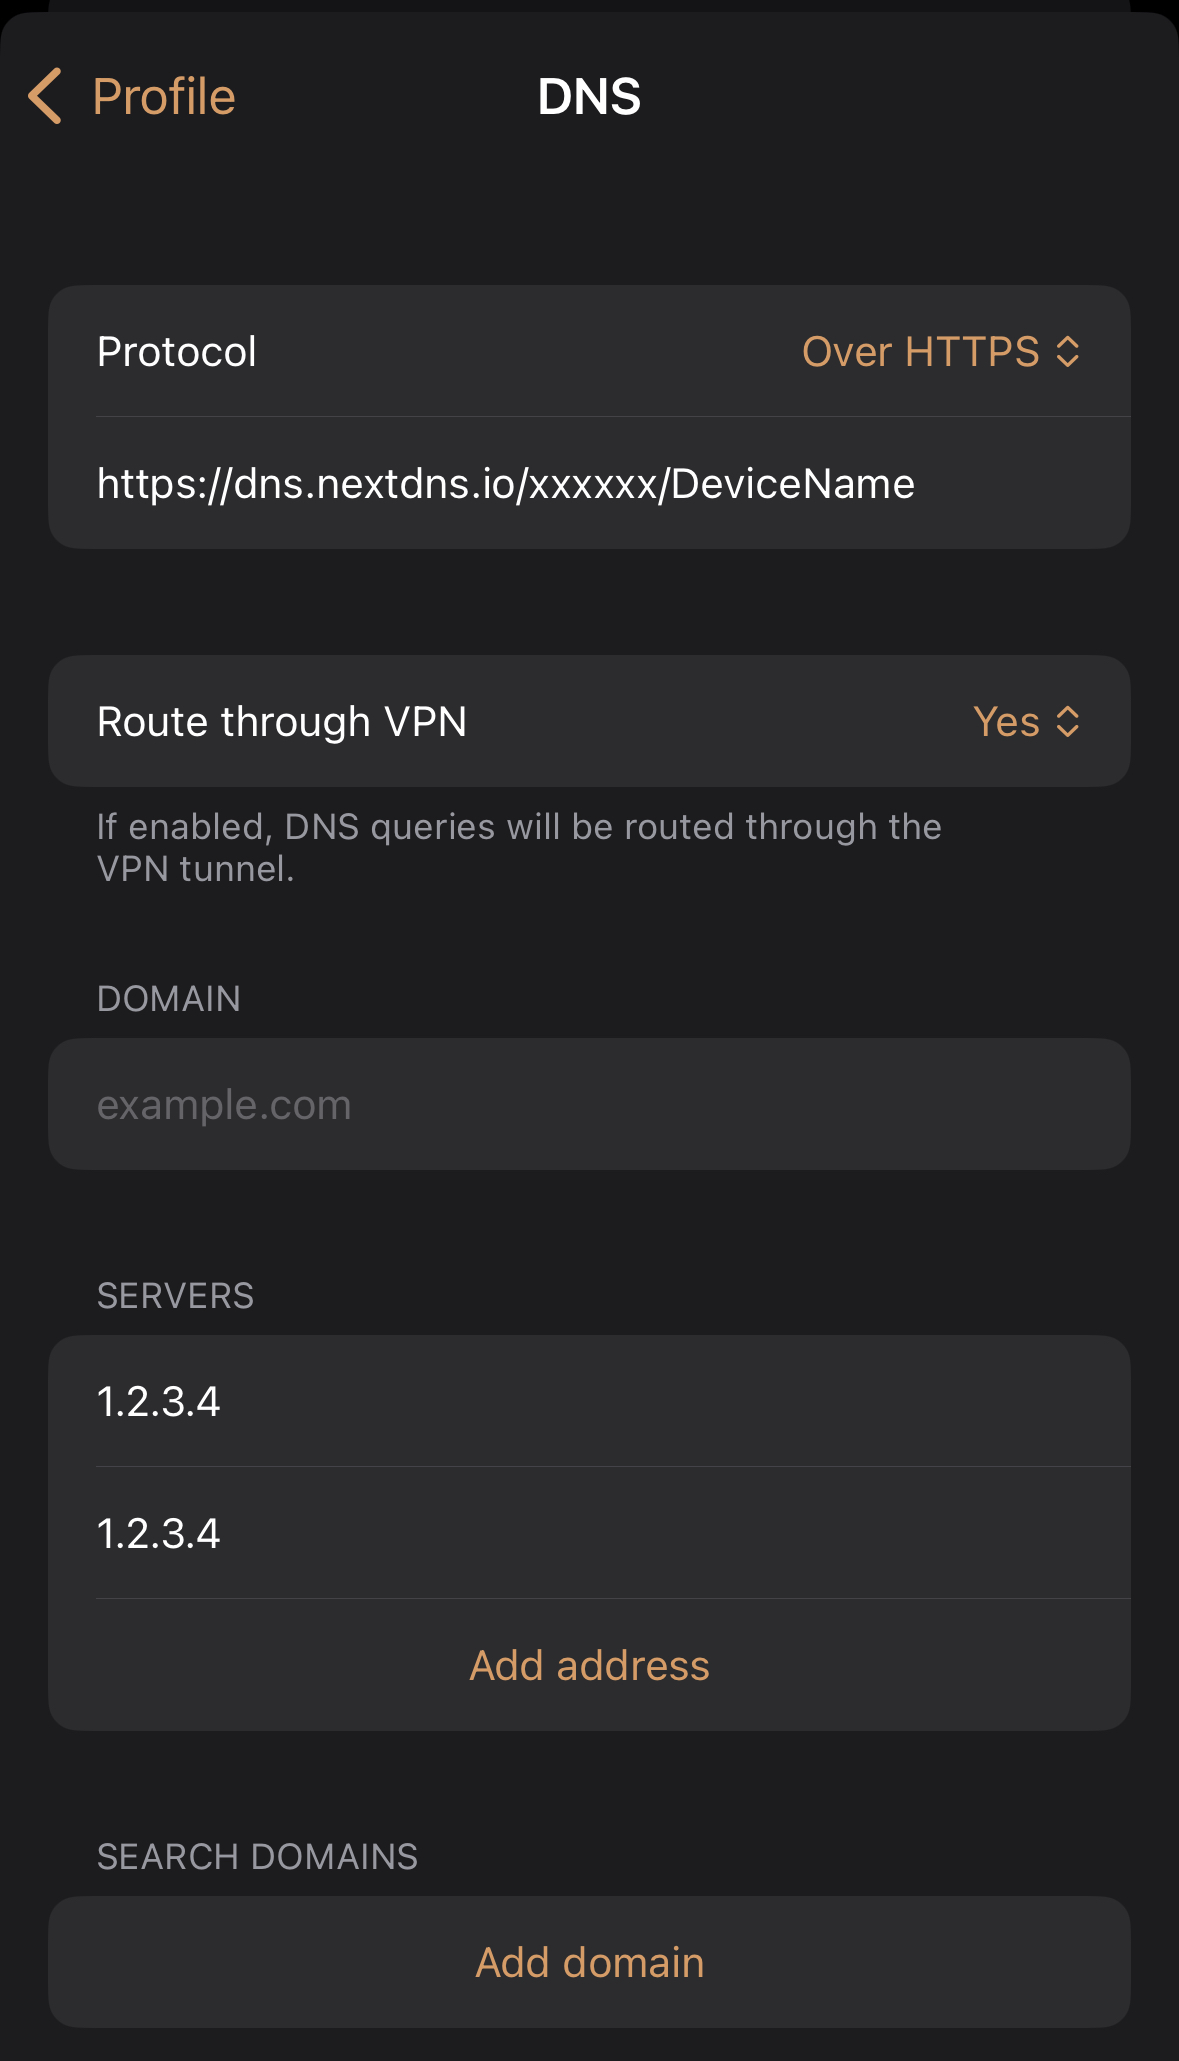 Profile
DNS
Protocol
Over HTTPS
https://dns.nextdns.io/xxxxxx/DeviceName
Route through VPN
Yes
If enabled, DNS queries will be routed through the
VPN tunnel.
DOMAIN
example.com
SERVERS
1.2.3.4
1.2.3.4
Add address
SEARCH DOMAINS
Add domain